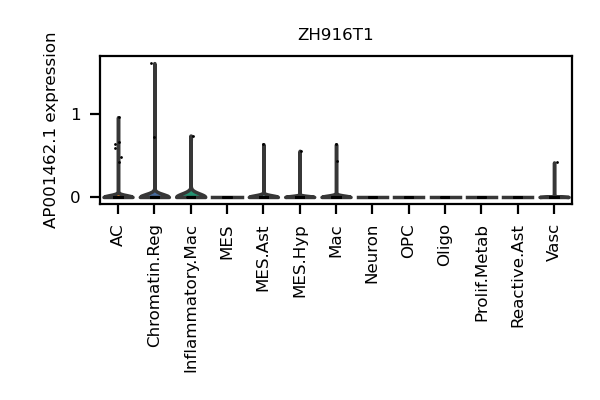 ZH916T1
AP001462.1 expression
1
0
AC
Chromatin.Reg
Inflammatory.Mac
MES
MES.Ast
MES.Hyp
Mac
Neuron
OPC
Oligo
Prolif.Metab
Reactive.Ast
Vasc